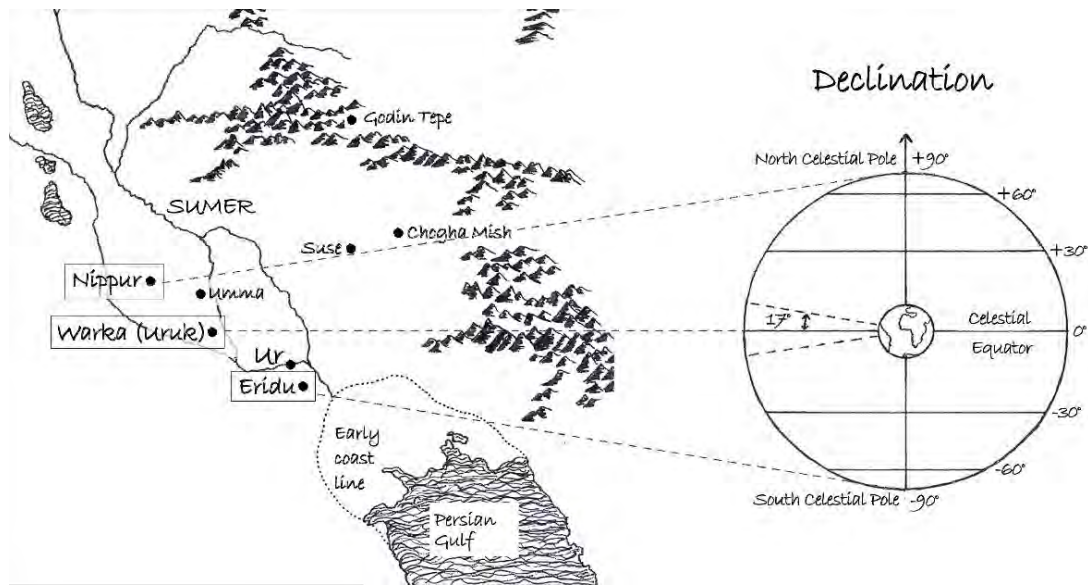 Declination
Godin Tepe
North Celestial Pole
+90°
+60°
SUMER
Chogha Mish
Suse
+30°
Nippur
Umma
17°
Celestial
Warka (Uruk)
0°
Equator
Ur
Eridu
-30°
Early
coast
line
-60°
South Celestial Pole
-90°
Persian
Gulf